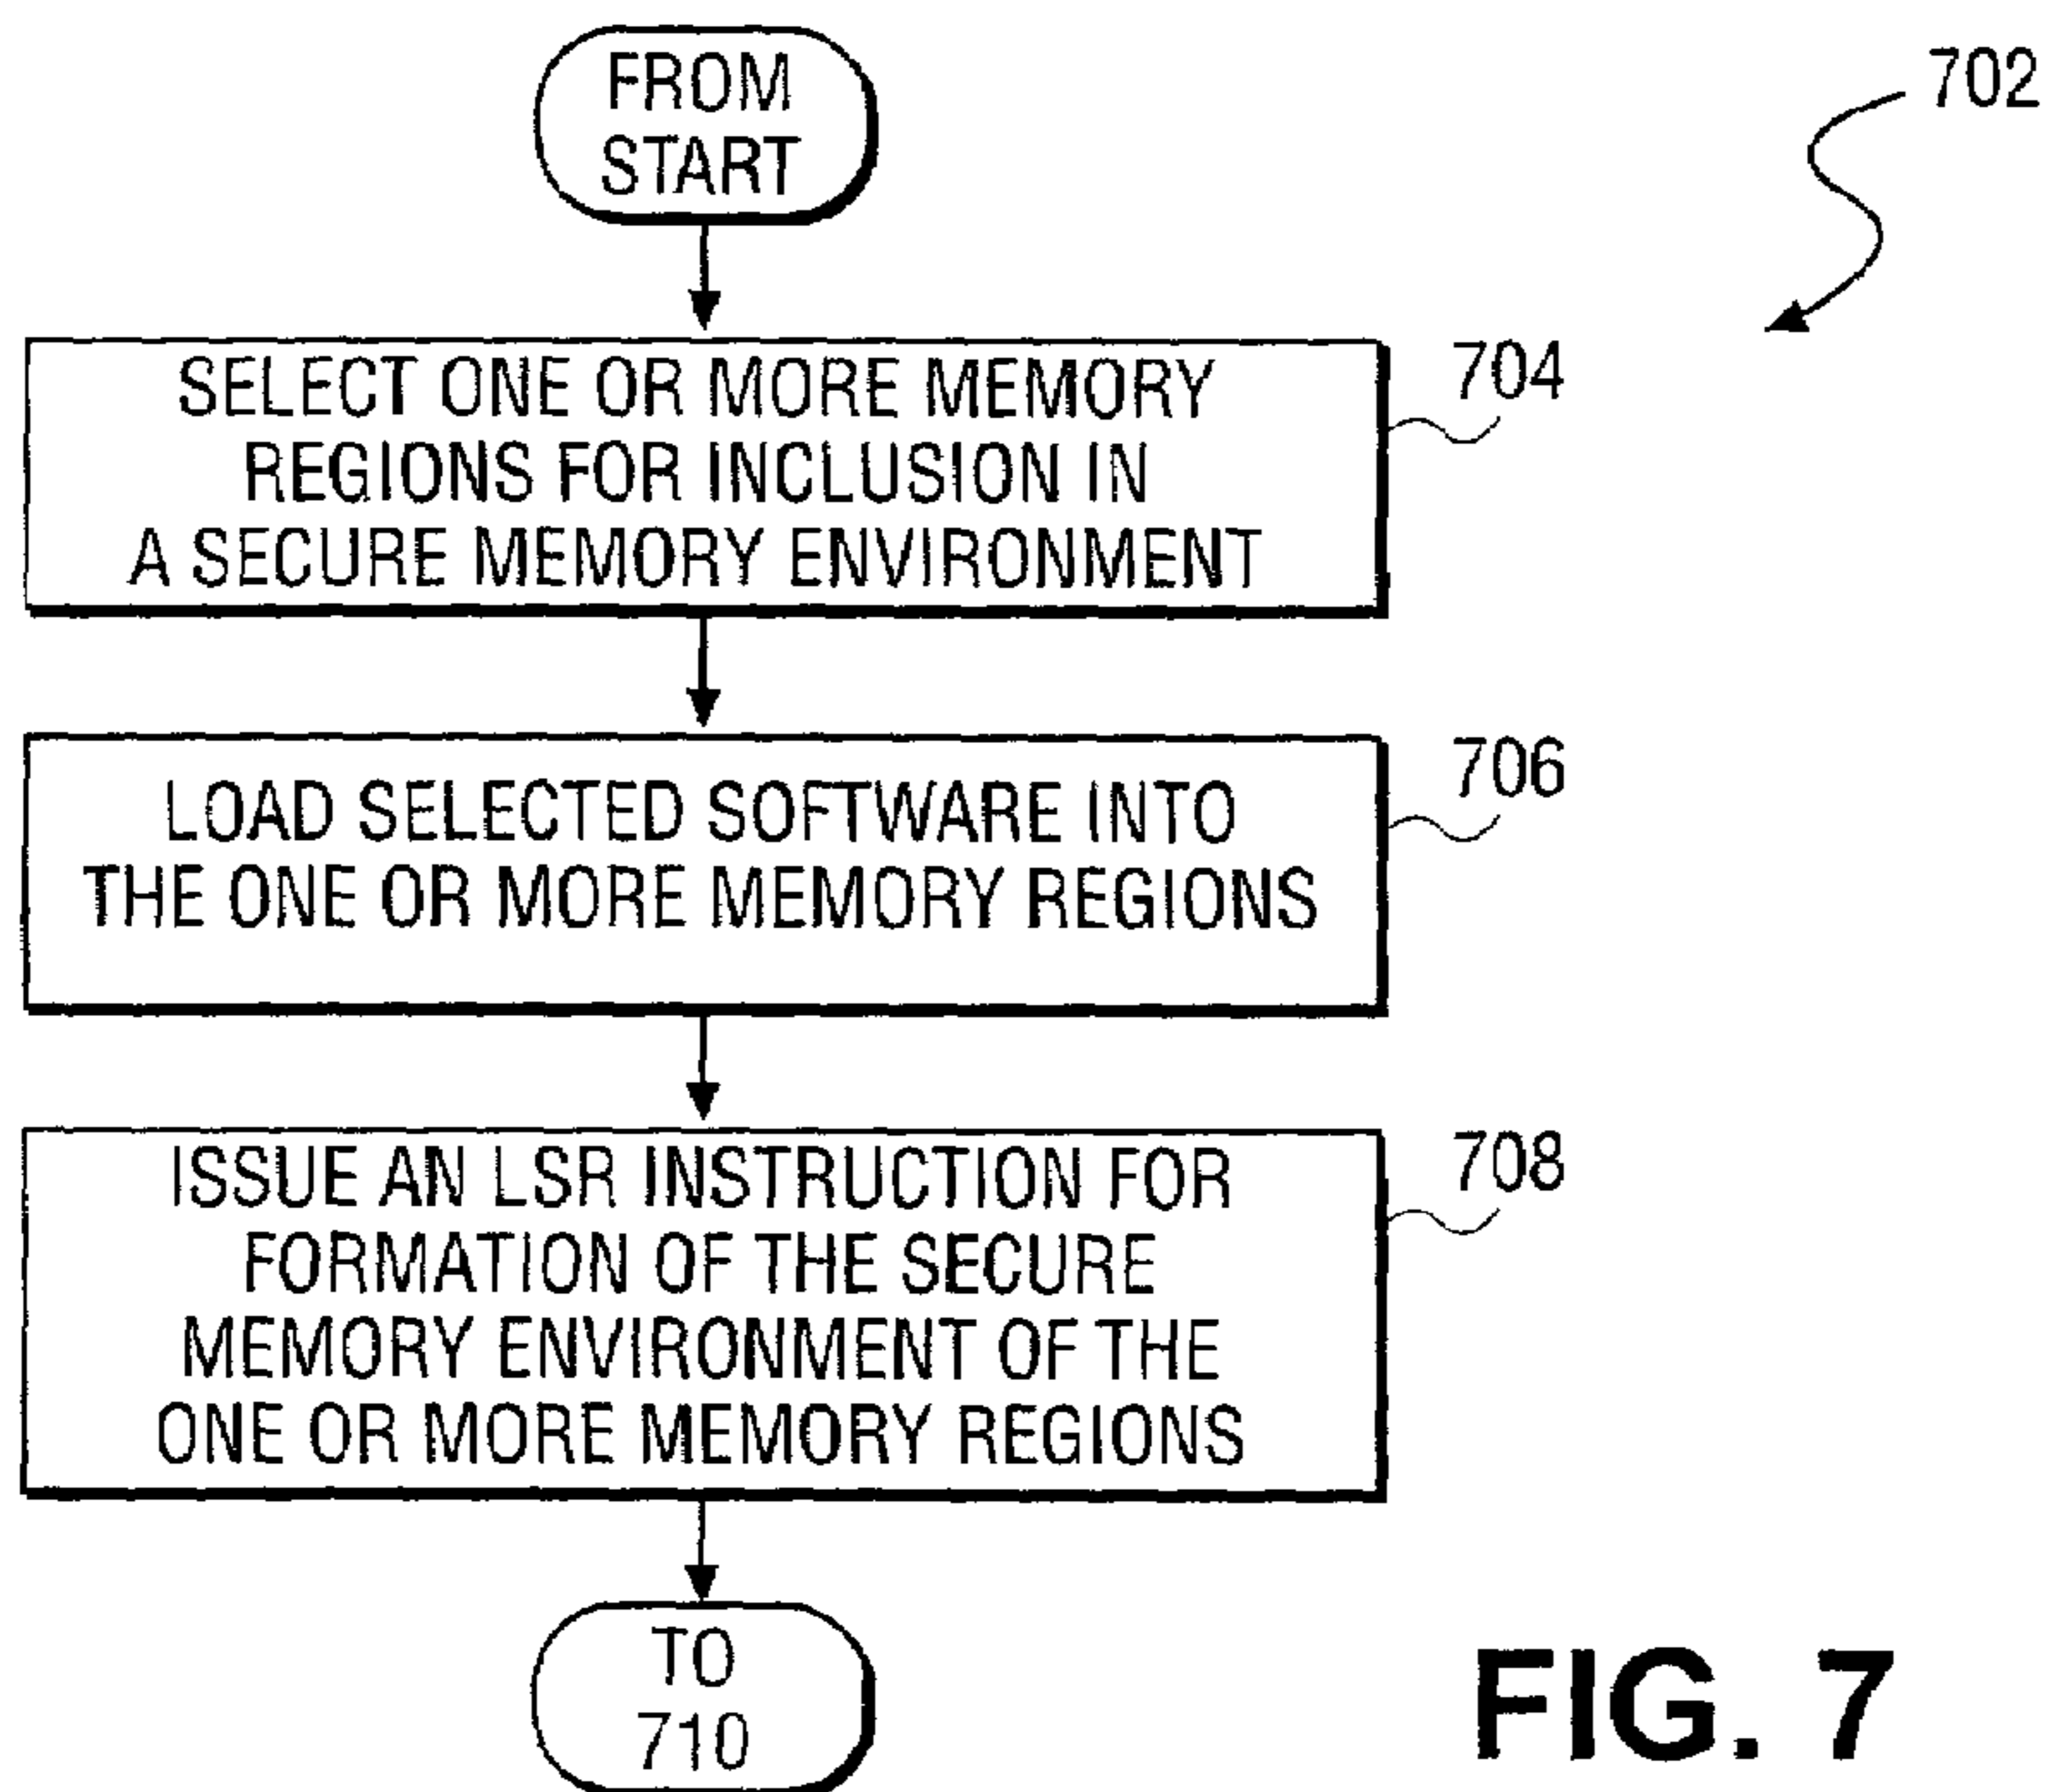 FROM
START
702
SELECT ONE OR MORE MEMORY
REGIONS FOR INCLUSION IN
A SECURE MEMORY ENVIRONMENT
704
LOAD SELECTED SOFTWARE INTO
THE ONE OR MORE MEMORY REGIONS
706
ISSUE AN LSR INSTRUCTION FOR
FORMATION OF THE SECURE
MEMORY ENVIRONMENT OF THE
ONE OR MORE MEMORY REGIONS
708
TO
710
FIG. 7